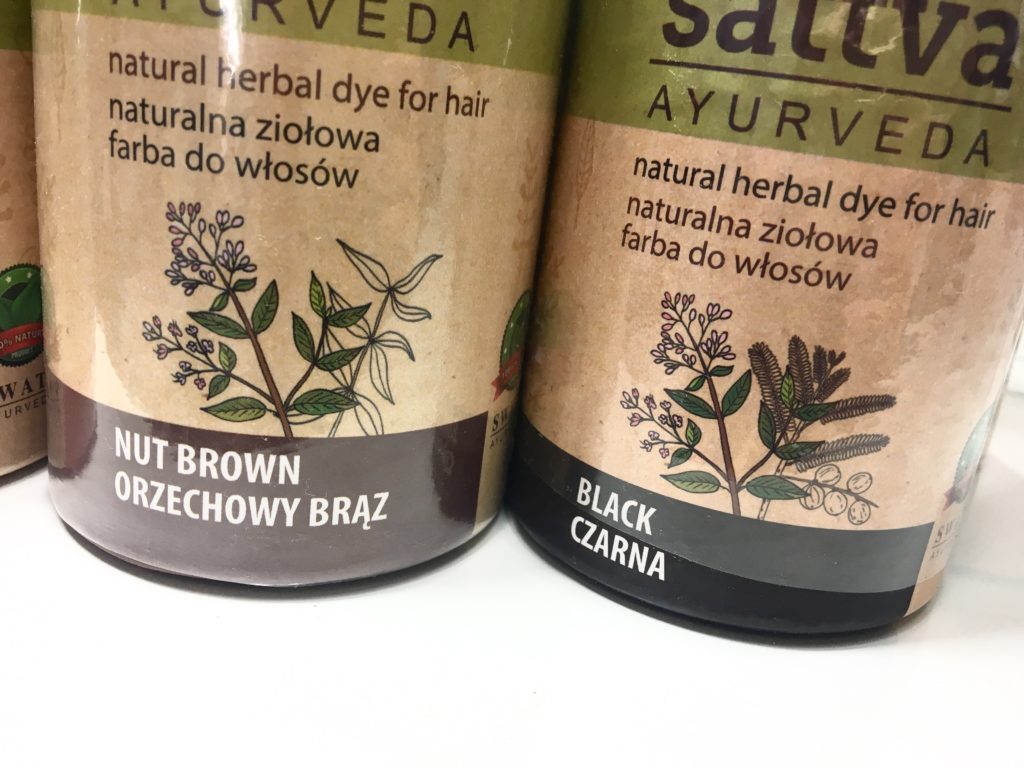 AYURVEDA
natural herbal dye for hair
naturalna ziołowa
farba do włosów
NUT BROWN
ORZECHOWY BRĄZ
sattva
AYURVEDA
natural herbal dye for hair
naturalna ziołowa
farba do włosów
BLACK
CZARNA